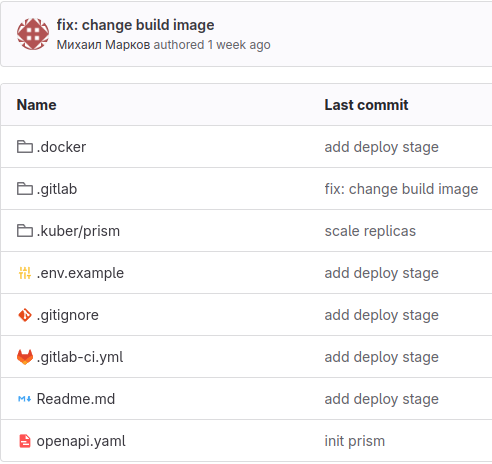 fix: change build image
Михаил Марков authored 1 week ago
Name Last commit
.docker add deploy stage
.gitlab fix: change build image
.kuber/prism scale replicas
.env.example add deploy stage
.gitignore add deploy stage
.gitlab-ci.yml add deploy stage
Readme.md add deploy stage
openapi.yaml init prism